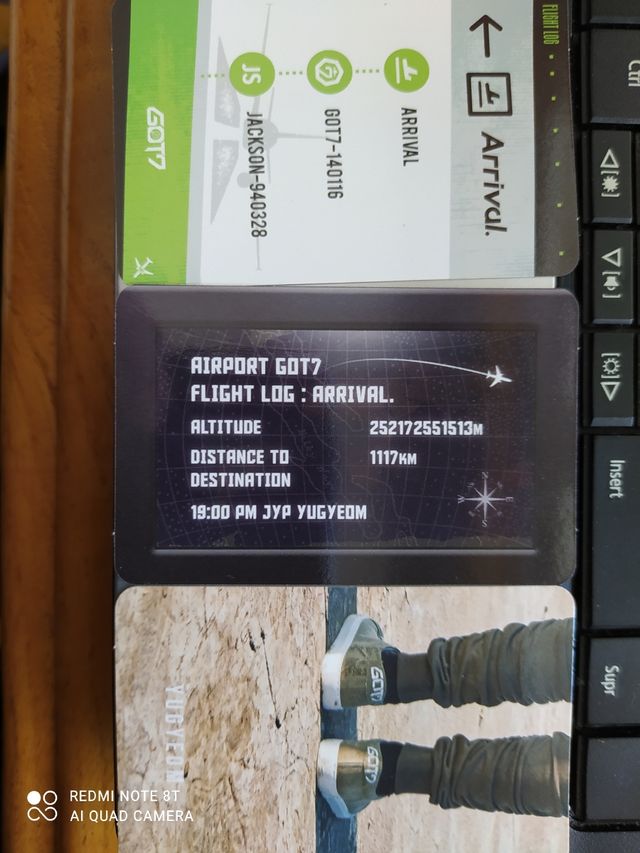 FLIGHT LOG
Arrival.
ARRIVAL
GOT7-140116
JS
JACKSON-940328
GOT7
AIRPORT GOT7
FLIGHT LOG : ARRIVAL.
ALTITUDE 252172551513M
DISTANCE TO 1117KM
DESTINATION
19:00 PM JYP YUGYEOM
N
E
S
W
GOT7
GOT7
YUGYEOM
Ctrl
Insert
Supr
REDMI NOTE 8T
AI QUAD CAMERA